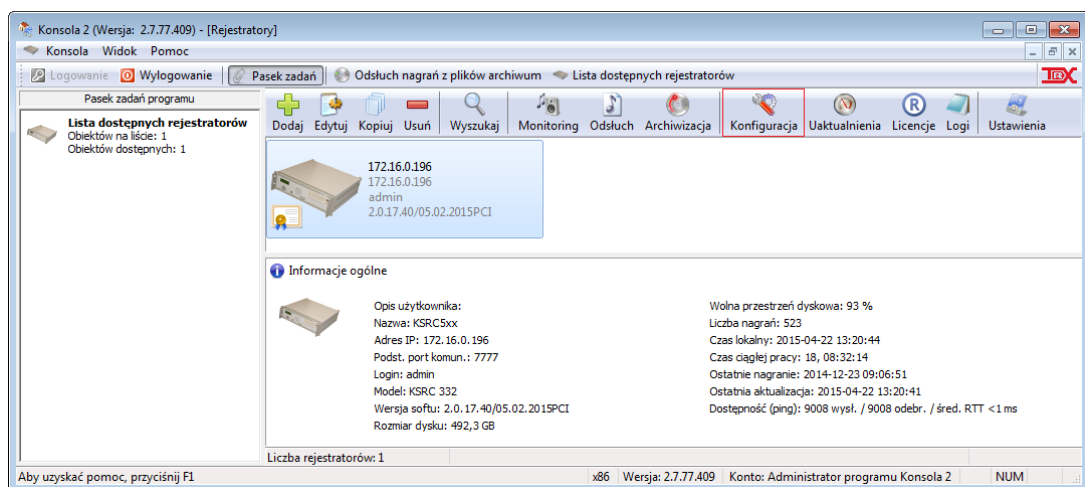 Konsola 2 (Wersja: 2.7.77.409) - [Rejestratory]
Konsola Widok Pomoc
Logowanie Wylogowanie Pasek zadań Odsłuch nagrań z plików archiwum Lista dostępnych rejestratorów TRX
Pasek zadań programu
Lista dostępnych rejestratorów
Obiektów na liście: 1
Obiektów dostępnych: 1
Dodaj Edytuj Kopiuj Usuń Wyszukaj Monitoring Odsłuch Archiwizacja Konfiguracja Uaktualnienia Licencje Logi Ustawienia
172.16.0.196
172.16.0.196
admin
2.0.17.40/05.02.2015PCI
Informacje ogólne
Opis użytkownika:
Nazwa: KSRC5xx
Adres IP: 172.16.0.196
Podst. port komun.: 7777
Login: admin
Model: KSRC 332
Wersja softu: 2.0.17.40/05.02.2015PCI
Rozmiar dysku: 492,3 GB
Wolna przestrzeń dyskowa: 93 %
Liczba nagrań: 523
Czas lokalny: 2015-04-22 13:20:44
Czas ciągłej pracy: 18, 08:32:14
Ostatnie nagranie: 2014-12-23 09:06:51
Ostatnia aktualizacja: 2015-04-22 13:20:41
Dostępność (ping): 9008 wysł. / 9008 odebr. / śred. RTT <1 ms
Liczba rejestratorów: 1
Aby uzyskać pomoc, przyciśnij F1
x86 Wersja: 2.7.77.409 Konto: Administrator programu Konsola 2 NUM